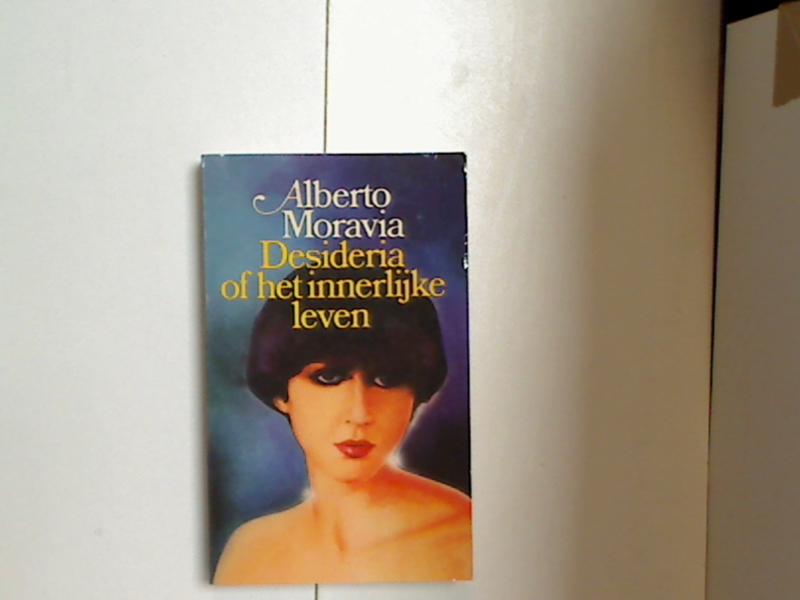 Alberto
Moravia
Desideria
of het innerlijke
leven